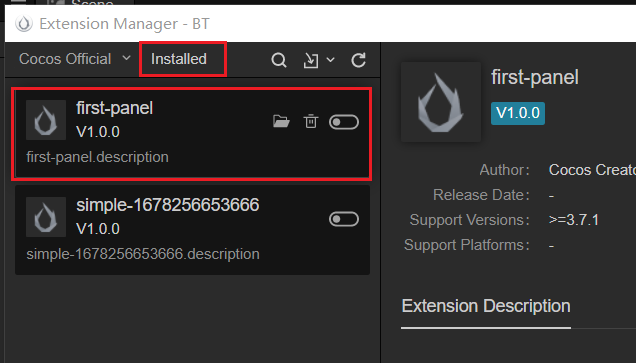 Scene
Extension Manager - BT
Cocos Official Installed
first-panel
V1.0.0
first-panel.description
simple-1678256653666
V1.0.0
simple-1678256653666.description
first-panel
V1.0.0
Author: Cocos Creato
Release Date: -
Support Versions: >=3.7.1
Support Platforms: -
Extension Description